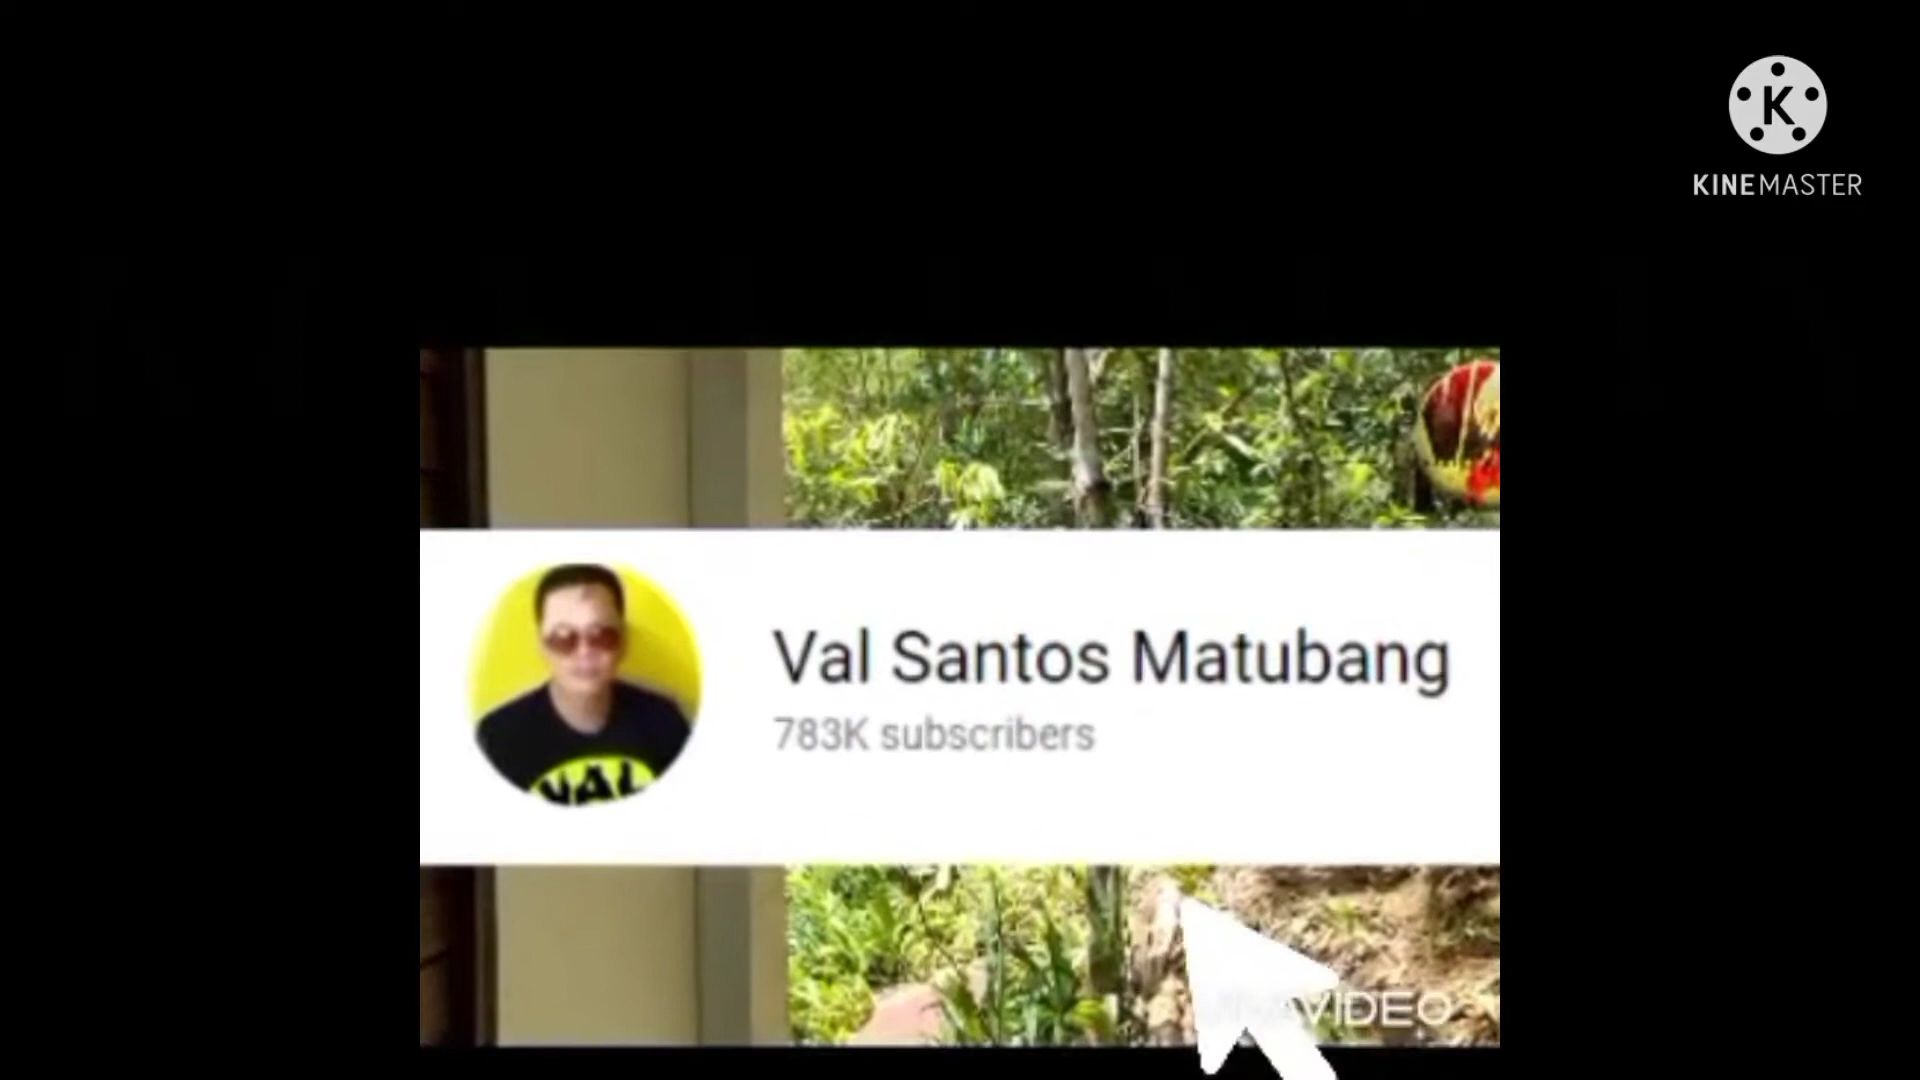 K
KINEMASTER
Val Santos Matubang
783K subscribers
VAL
VIDEO